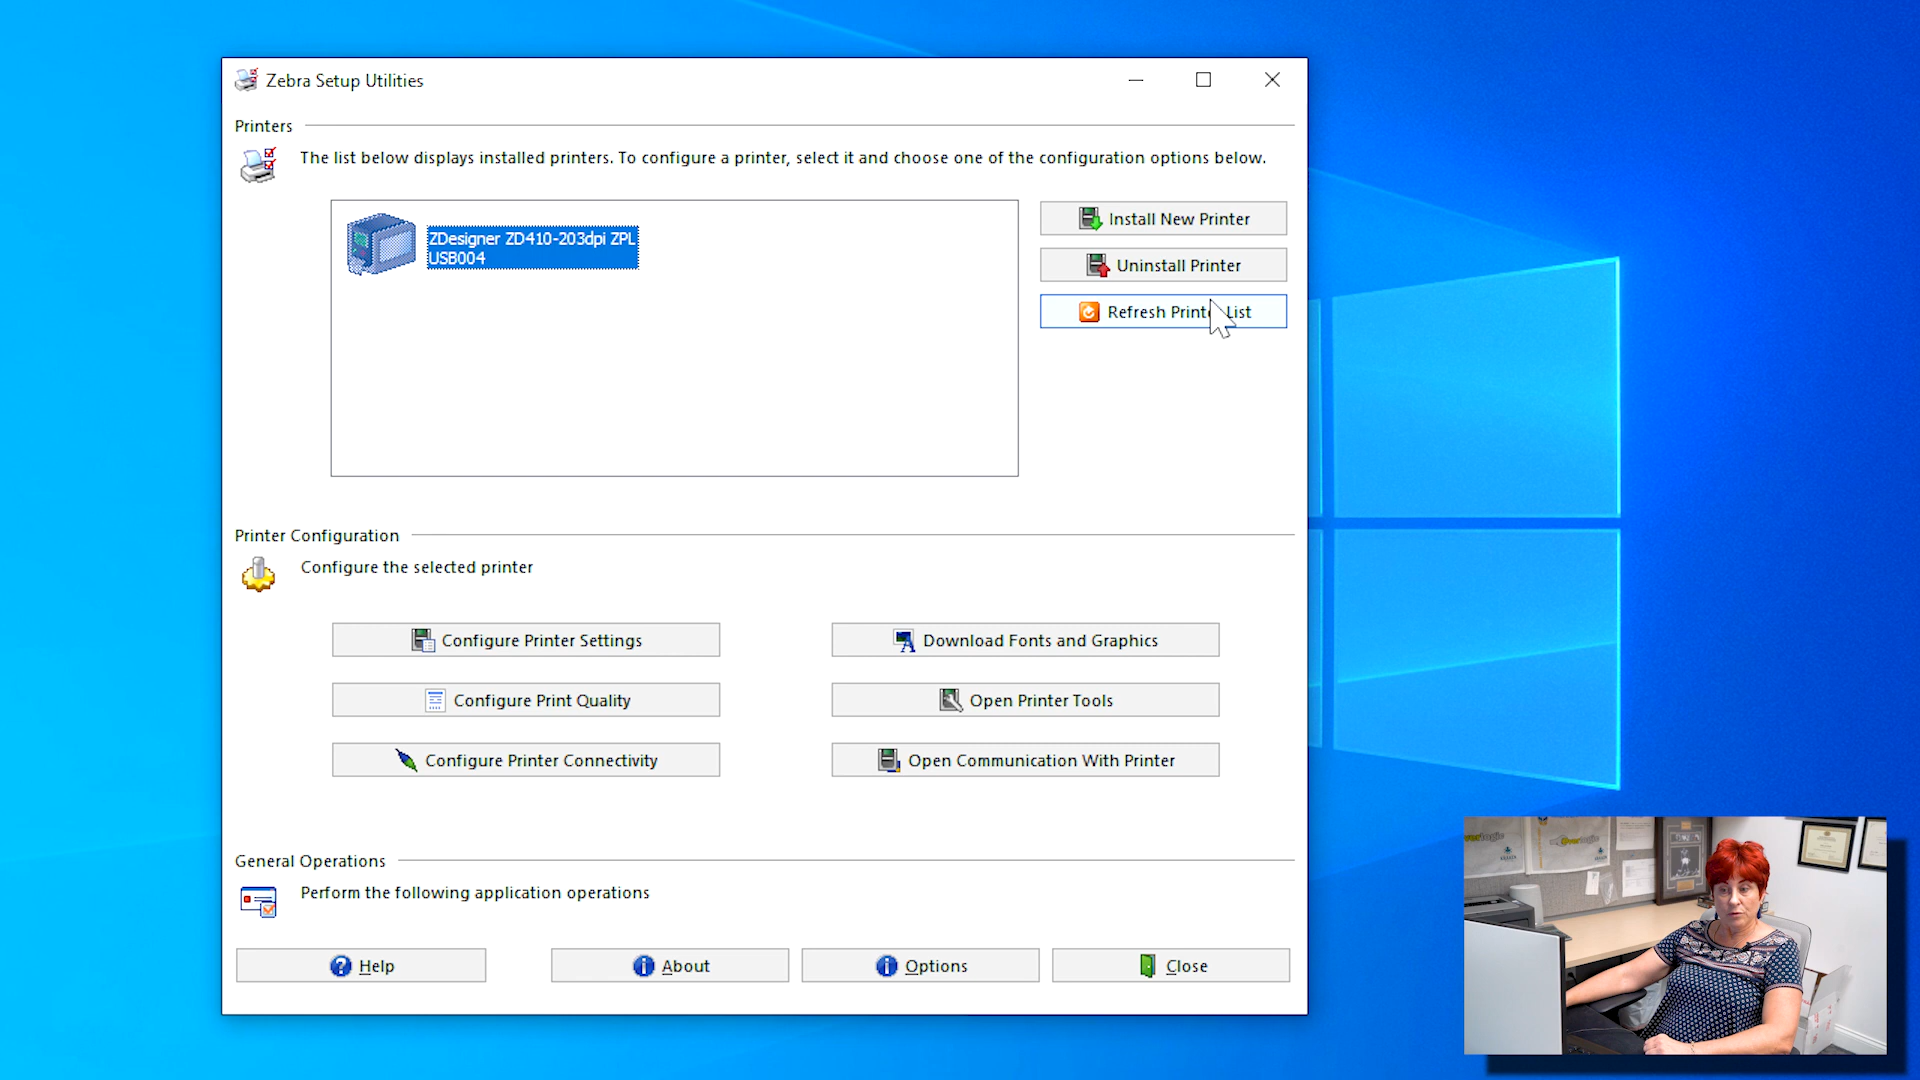 Zebra Setup Utilities
Printers
The list below displays installed printers. To configure a printer, select it and choose one of the configuration options below.
ZDesigner ZD410-203dpi ZPL
USB004
Install New Printer
Uninstall Printer
Refresh Printer List
Printer Configuration
Configure the selected printer
Configure Printer Settings
Download Fonts and Graphics
Configure Print Quality
Open Printer Tools
Configure Printer Connectivity
Open Communication With Printer
General Operations
Perform the following application operations
Help
About
Options
Close